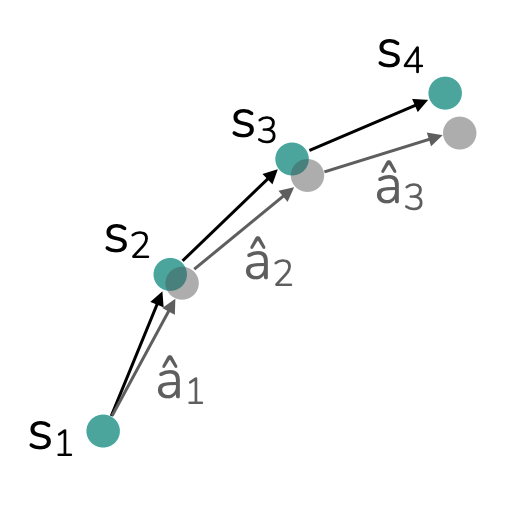 s₄
s₃
â₃
s₂
â₂
â₁
s₁